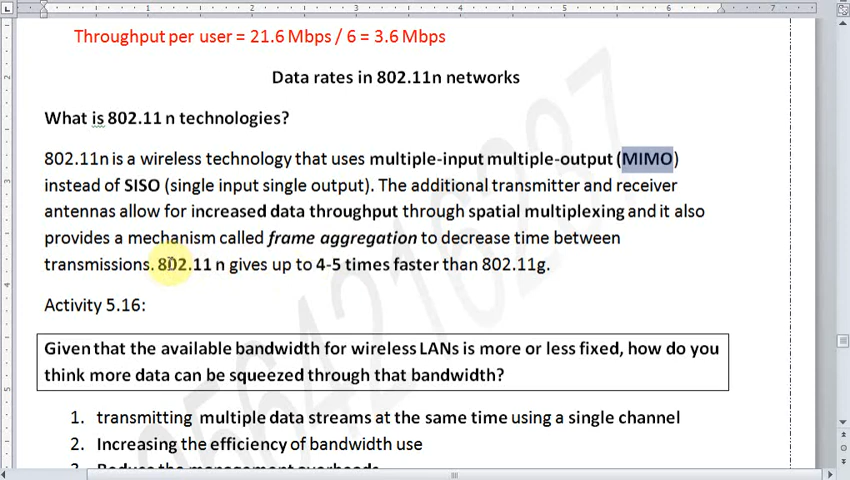 Throughput per user = 21.6 Mbps / 6 = 3.6 Mbps
Data rates in 802.11n networks
What is 802.11 n technologies?
802.11n is a wireless technology that uses multiple-input multiple-output (MIMO)
instead of SISO (single input single output). The additional transmitter and receiver
antennas allow for increased data throughput through spatial multiplexing and it also
provides a mechanism called frame aggregation to decrease time between
transmissions. 802.11 n gives up to 4-5 times faster than 802.11g.
Activity 5.16:
Given that the available bandwidth for wireless LANs is more or less fixed, how do you
think more data can be squeezed through that bandwidth?
1. transmitting multiple data streams at the same time using a single channel
2. Increasing the efficiency of bandwidth use
3. Reduce the management overheads